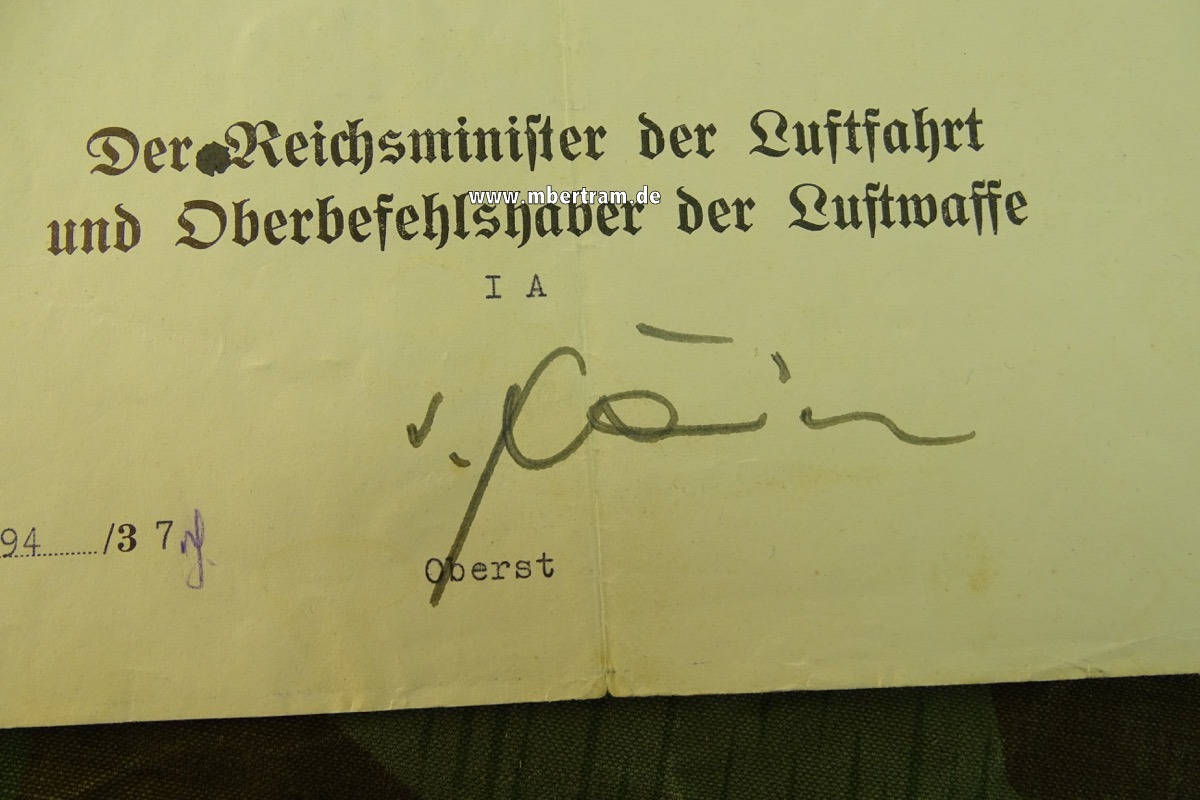 Der Reichsminister der Luftfahrt
www.mbertram.de
und Oberbefehlshaber der Luftwaffe
I A
v.
94 /37
Oberst